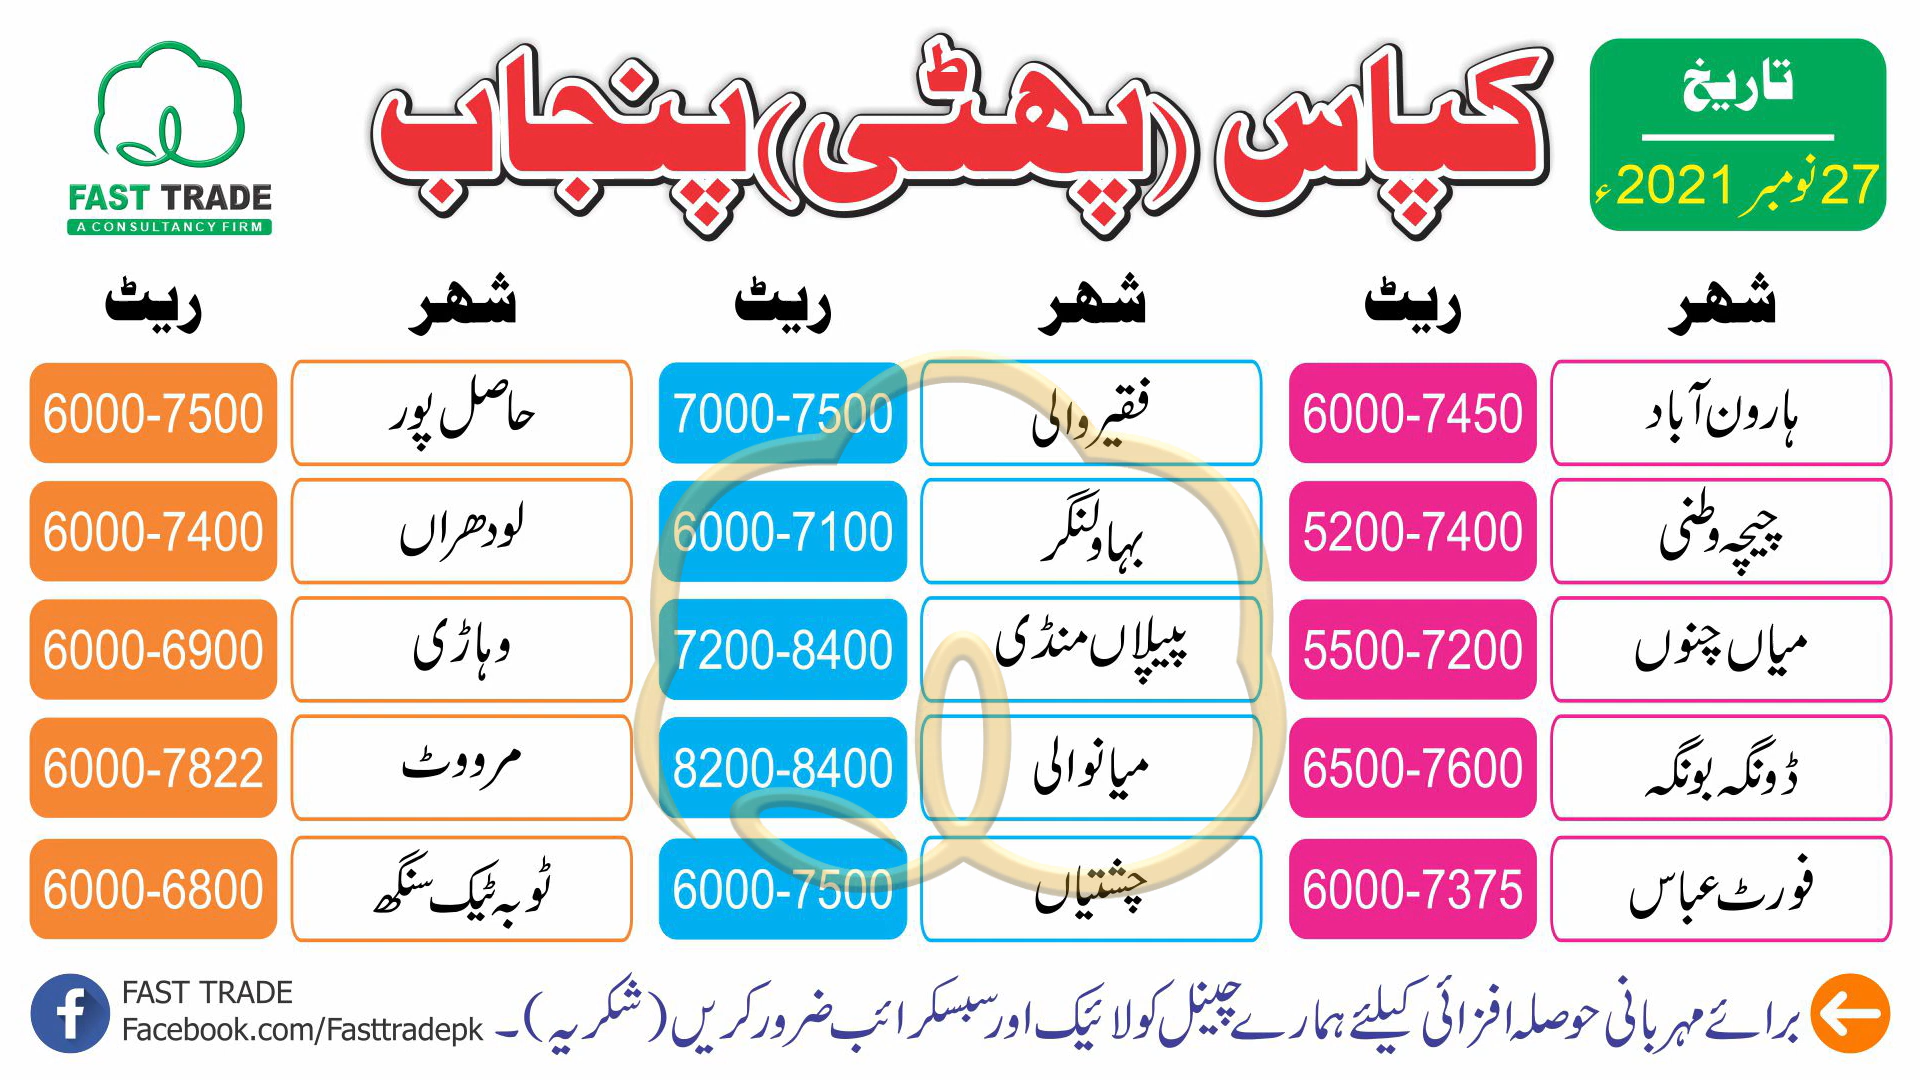 FAST TRADE
A CONSULTANCY FIRM
کپاس (پھٹی) پنجاب
تاریخ
27 نومبر 2021ء
شھر ریٹ شھر ریٹ شھر ریٹ
ہارون آباد 6000-7450 فقیروالی 7000-7500 حاصل پور 6000-7500
چیچہ وطنی 5200-7400 بہاولنگر 6000-7100 لودھراں 6000-7400
میاں چنوں 5500-7200 پیپلاں منڈی 7200-8400 وہاڑی 6000-6900
ڈونگہ بونگہ 6500-7600 میانوالی 8200-8400 مرووٹ 6000-7822
فورٹ عباس 6000-7375 چشتیاں 6000-7500 ٹوبہ ٹیک سنگھ 6000-6800
برائے مہربانی حوصلہ افزائی کیلئے ہمارے چینل کو لائیک اور سبسکرائب ضرور کریں (شکریہ)۔
FAST TRADE
Facebook.com/Fasttradepk